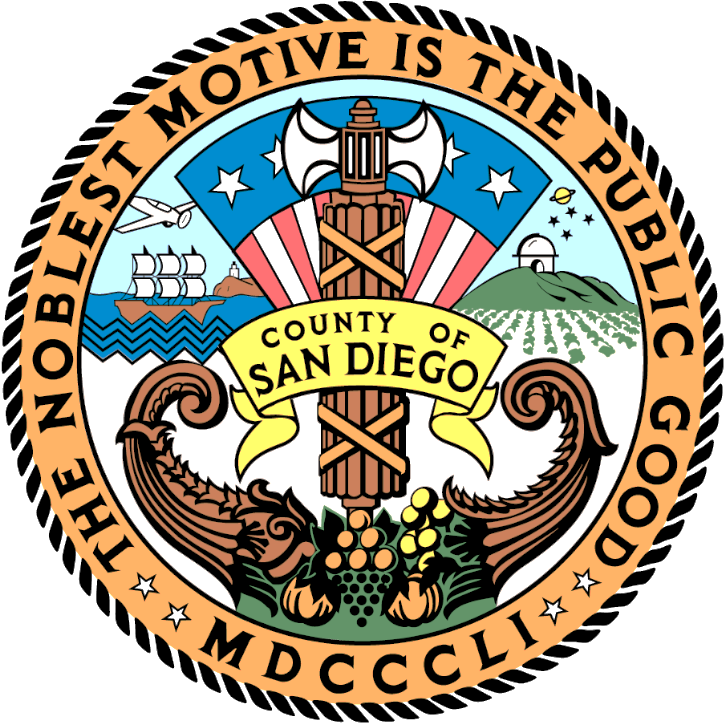 THE NOBLEST MOTIVE IS THE PUBLIC GOOD
COUNTY OF
SAN DIEGO
MDCCCLI